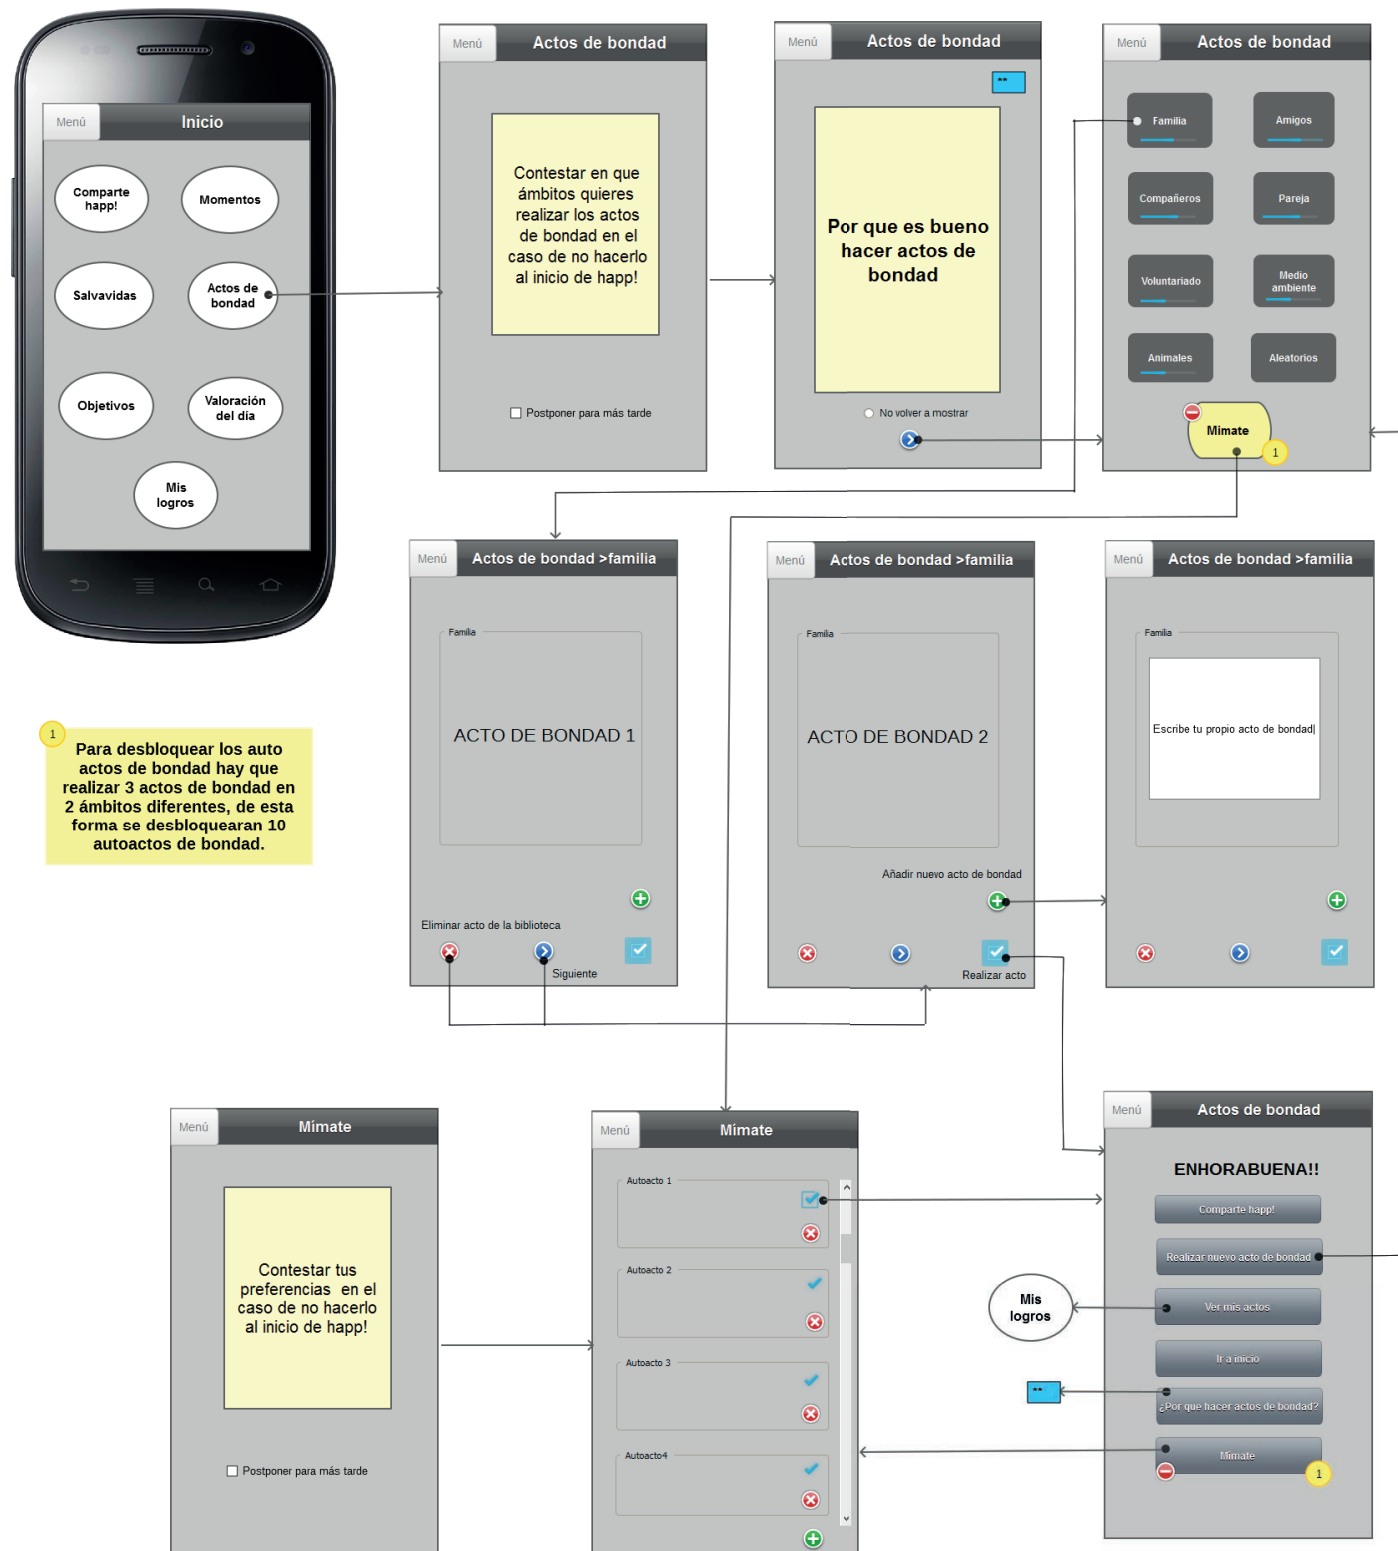 Menú
Inicio
Comparte
happ!
Momentos
Salvavidas
Actos de
bondad
Objetivos
Valoración
del día
Mis
logros
Menú
Actos de bondad
Contestar en que
ámbitos quieres
realizar los actos
de bondad en el
caso de no hacerlo
al inicio de happ!
Postponer para más tarde
Menú
Actos de bondad
**
Por que es bueno
hacer actos de
bondad
No volver a mostrar
Menú
Actos de bondad
Familia
Amigos
Compañeros
Pareja
Voluntariado
Medio
ambiente
Animales
Aleatorios
Mimate
1
Menú
Actos de bondad >familia
Familia
ACTO DE BONDAD 1
Eliminar acto de la biblioteca
Siguiente
Menú
Actos de bondad >familia
Familia
ACTO DE BONDAD 2
Añadir nuevo acto de bondad
Realizar acto
Menú
Actos de bondad >familia
Familia
Escribe tu propio acto de bondad
1
Para desbloquear los auto
actos de bondad hay que
realizar 3 actos de bondad en
2 ámbitos diferentes, de esta
forma se desbloquearan 10
autoactos de bondad.
Menú
Mímate
Contestar tus
preferencias en el
caso de no hacerlo
al inicio de happ!
Postponer para más tarde
Menú
Mímate
Autoacto 1
Autoacto 2
Autoacto 3
Autoacto4
Menú
Actos de bondad
ENHORABUENA!!
Comparte happ!
Realizar nuevo acto de bondad
Ver mis actos
Ir a inicio
¿Por que hacer actos de bondad?
Mimate
1
Mis
logros
**